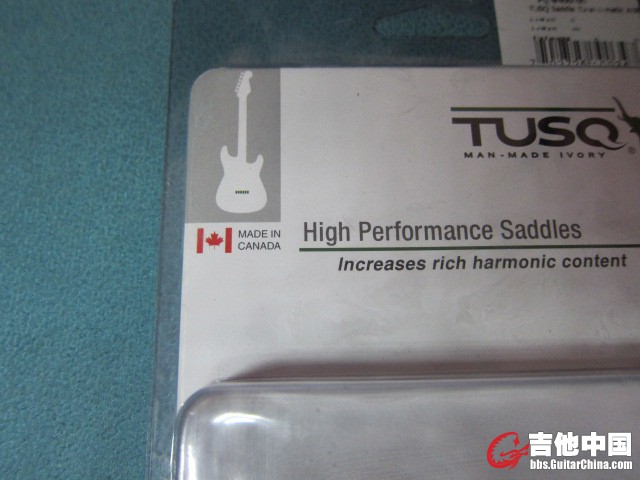 TUSQ
®
MAN-MADE IVORY
High Performance Saddles
MADE IN
CANADA
Increases rich harmonic content
吉他中国
bbs.GuitarChina.com